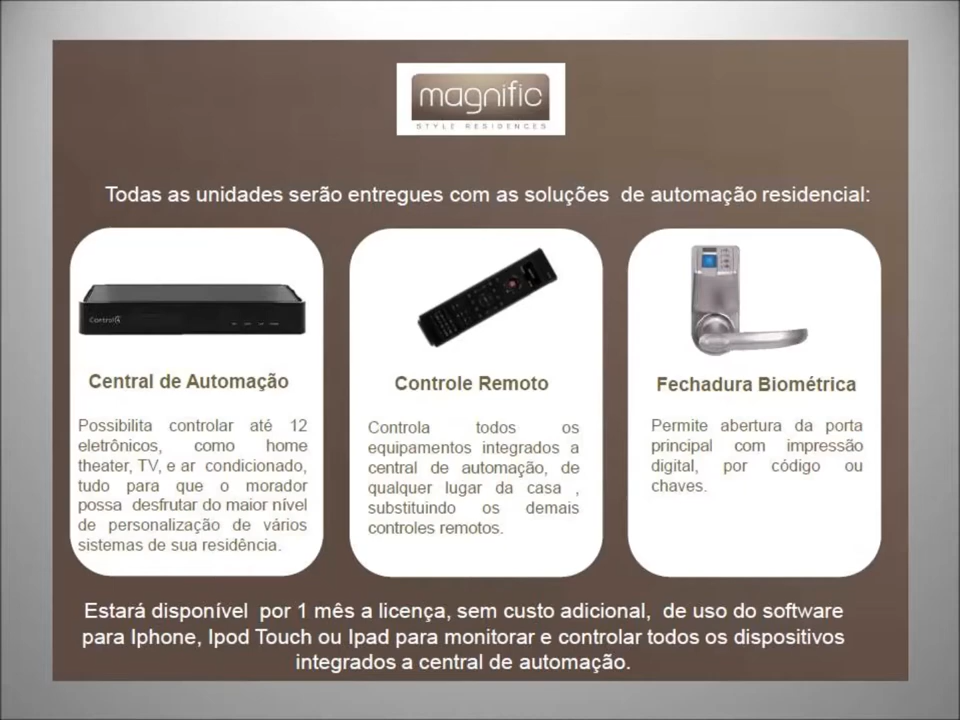 magnific
STYLE RESIDENCES
Todas as unidades serão entregues com as soluções de automação residencial:
Control4
Central de Automação
Possibilita controlar até 12
eletrônicos, como home
theater, TV, e ar condicionado,
tudo para que o morador
possa desfrutar do maior nível
de personalização de vários
sistemas de sua residência.
Controle Remoto
Controla todos os
equipamentos integrados a
central de automação, de
qualquer lugar da casa ,
substituindo os demais
controles remotos.
Fechadura Biométrica
Permite abertura da porta
principal com impressão
digital, por código ou
chaves.
Estará disponível por 1 mês a licença, sem custo adicional, de uso do software
para Iphone, Ipod Touch ou Ipad para monitorar e controlar todos os dispositivos
integrados a central de automação.